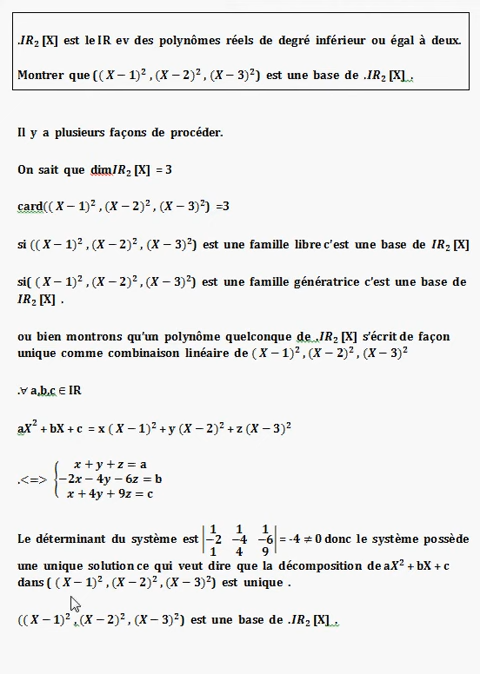 .IR₂ [X] est le IR ev des polynômes réels de degré inférieur ou égal à deux.
Montrer que (( X − 1)² , (X − 2)² , (X − 3)²) est une base de .IR₂ [X] .
Il y a plusieurs façons de procéder.
On sait que dimIR₂ [X] = 3
card(( X − 1)² , (X − 2)² , (X − 3)²) =3
si (( X − 1)² , (X − 2)² , (X − 3)²) est une famille libre c'est une base de IR₂ [X]
si( ( X − 1)² , (X − 2)² , (X − 3)²) est une famille génératrice c'est une base de
IR₂ [X] .
ou bien montrons qu'un polynôme quelconque de .IR₂ [X] s'écrit de façon
unique comme combinaison linéaire de ( X − 1)² , (X − 2)² , (X − 3)²
.∀ a,b,c ∈ IR
aX² + bX + c = x ( X − 1)² + y (X − 2)² + z (X − 3)²
x + y + z = a
.<=> { −2x − 4y − 6z = b
x + 4y + 9z = c
Le déterminant du système est | 1 1 1 ; −2 −4 −6 ; 1 4 9 | = -4 ≠ 0 donc le système possède
une unique solution ce qui veut dire que la décomposition de aX² + bX + c
dans ( ( X − 1)² , (X − 2)² , (X − 3)²) est unique .
(( X − 1)² , (X − 2)² , (X − 3)²) est une base de .IR₂ [X] .